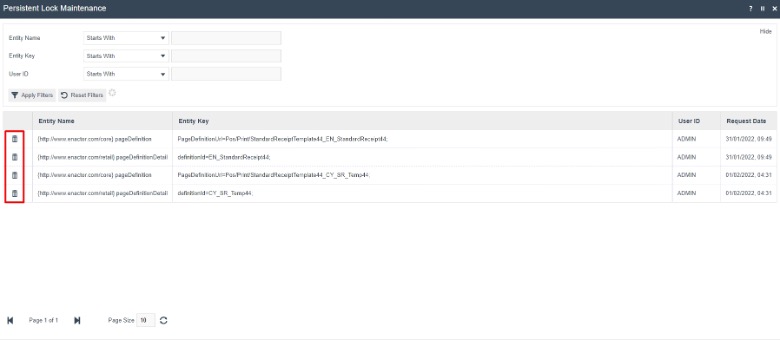 Persistent Lock Maintenance
Hide
Entity Name Starts With
Entity Key Starts With
User ID Starts With
Apply Filters Reset Filters
Entity Name Entity Key User ID Request Date
{http://www.enactor.com/core} pageDefinition PageDefinitionUrl=Pos/Print/StandardReceiptTemplate44_EN_StandardReceipt44; ADMIN 31/01/2022, 09:49
{http://www.enactor.com/retail} pageDefinitionDetail definitionId=EN_StandardReceipt44; ADMIN 31/01/2022, 09:49
{http://www.enactor.com/core} pageDefinition PageDefinitionUrl=Pos/Print/StandardReceiptTemplate44_CY_SR_Temp44; ADMIN 01/02/2022, 04:31
{http://www.enactor.com/retail} pageDefinitionDetail definitionId=CY_SR_Temp44; ADMIN 01/02/2022, 04:31
Page 1 of 1 Page Size 10